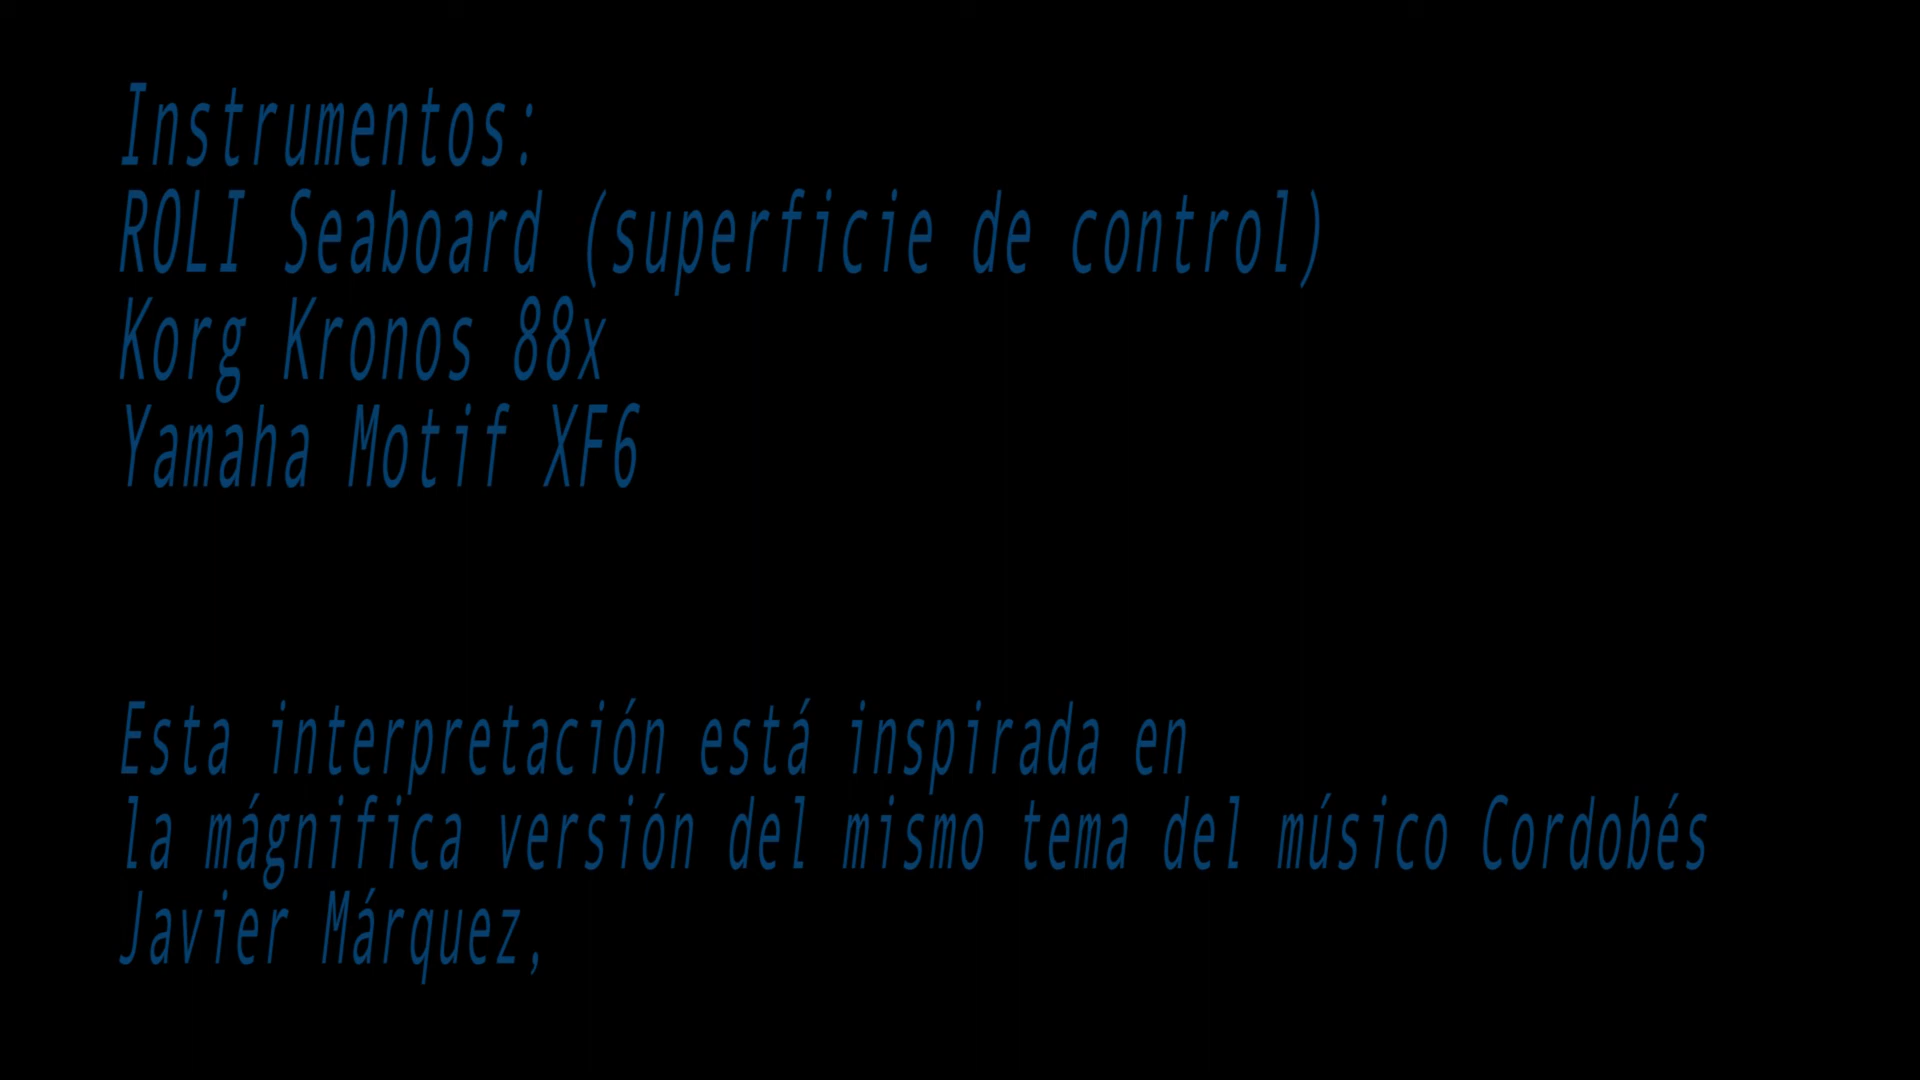 Instrumentos:
ROLI Seaboard (superficie de control)
Korg Kronos 88x
Yamaha Motif XF6
Esta interpretación está inspirada en
la mágnifica versión del mismo tema del músico Cordobés
Javier Márquez,